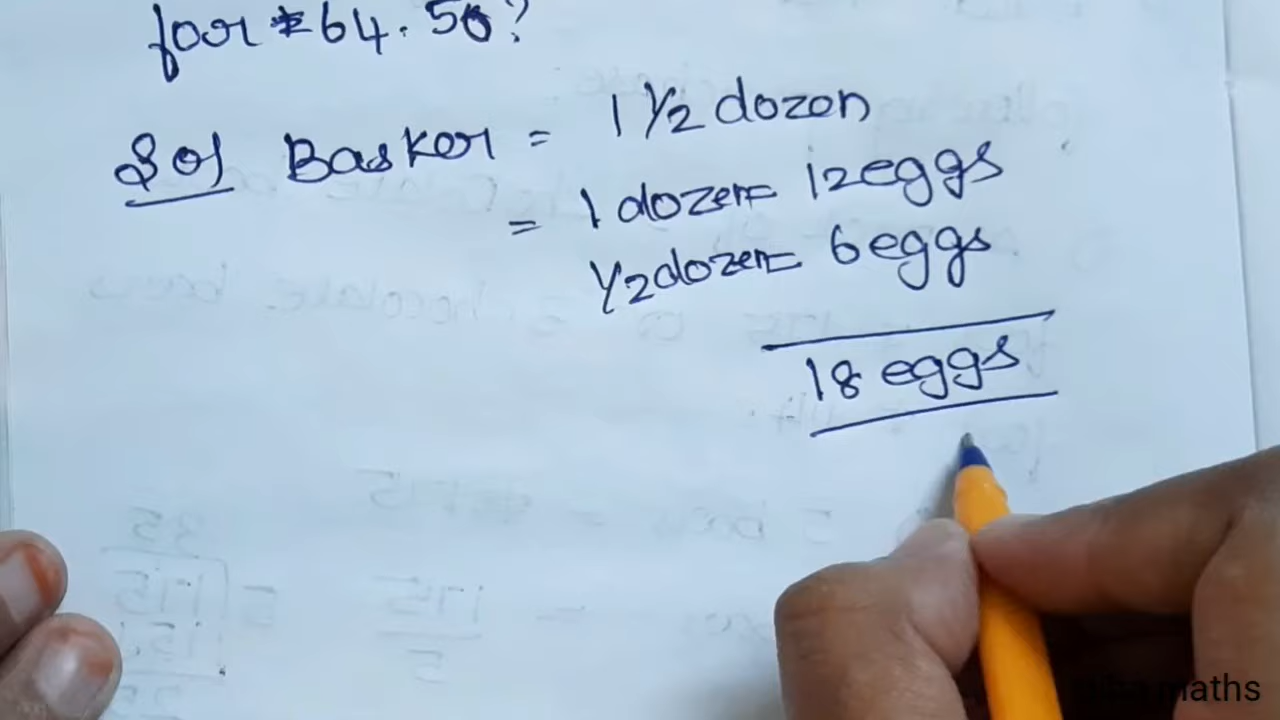 for ₹64.50?
Sol Basker = 1 1/2 dozen
= 1 dozen = 12 eggs
1/2 dozen = 6 eggs
18 eggs
maths